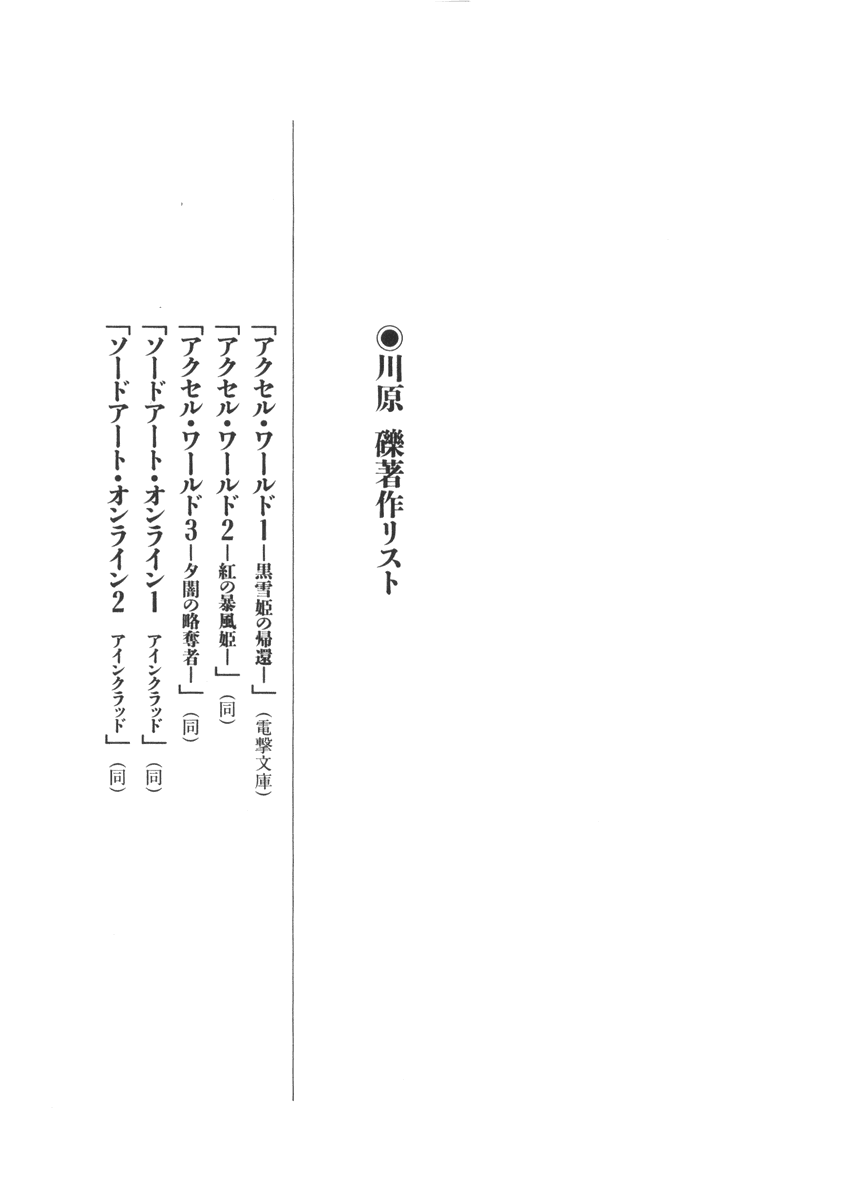 ◉川原 礫著作リスト
「アクセル・ワールド1―黒雪姫の帰還―」(電撃文庫)
「アクセル・ワールド2―紅の暴風姫―」(同)
「アクセル・ワールド3―夕闇の略奪者―」(同)
「ソードアート・オンライン1 アインクラッド」(同)
「ソードアート・オンライン2 アインクラッド」(同)